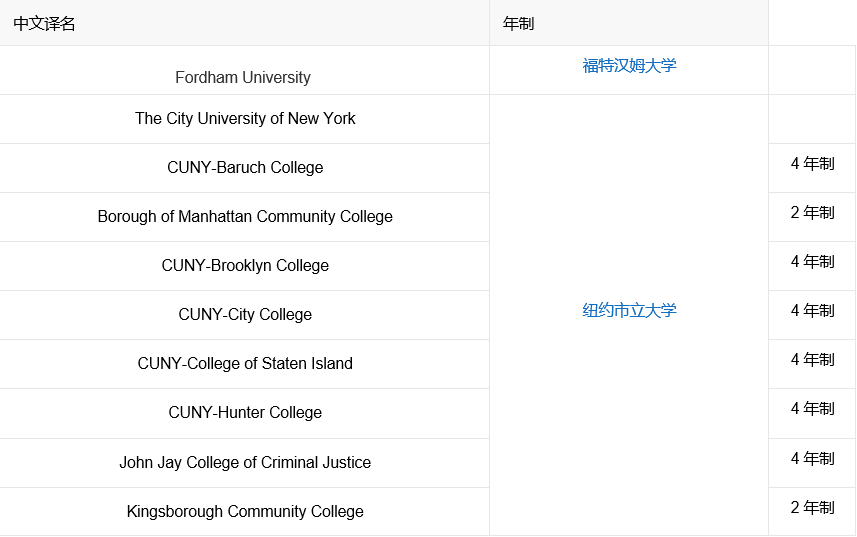 中文译名 年制
Fordham University 福特汉姆大学
The City University of New York
CUNY-Baruch College 4 年制
Borough of Manhattan Community College 2 年制
CUNY-Brooklyn College 4 年制
CUNY-City College 纽约市立大学 4 年制
CUNY-College of Staten Island 4 年制
CUNY-Hunter College 4 年制
John Jay College of Criminal Justice 4 年制
Kingsborough Community College 2 年制